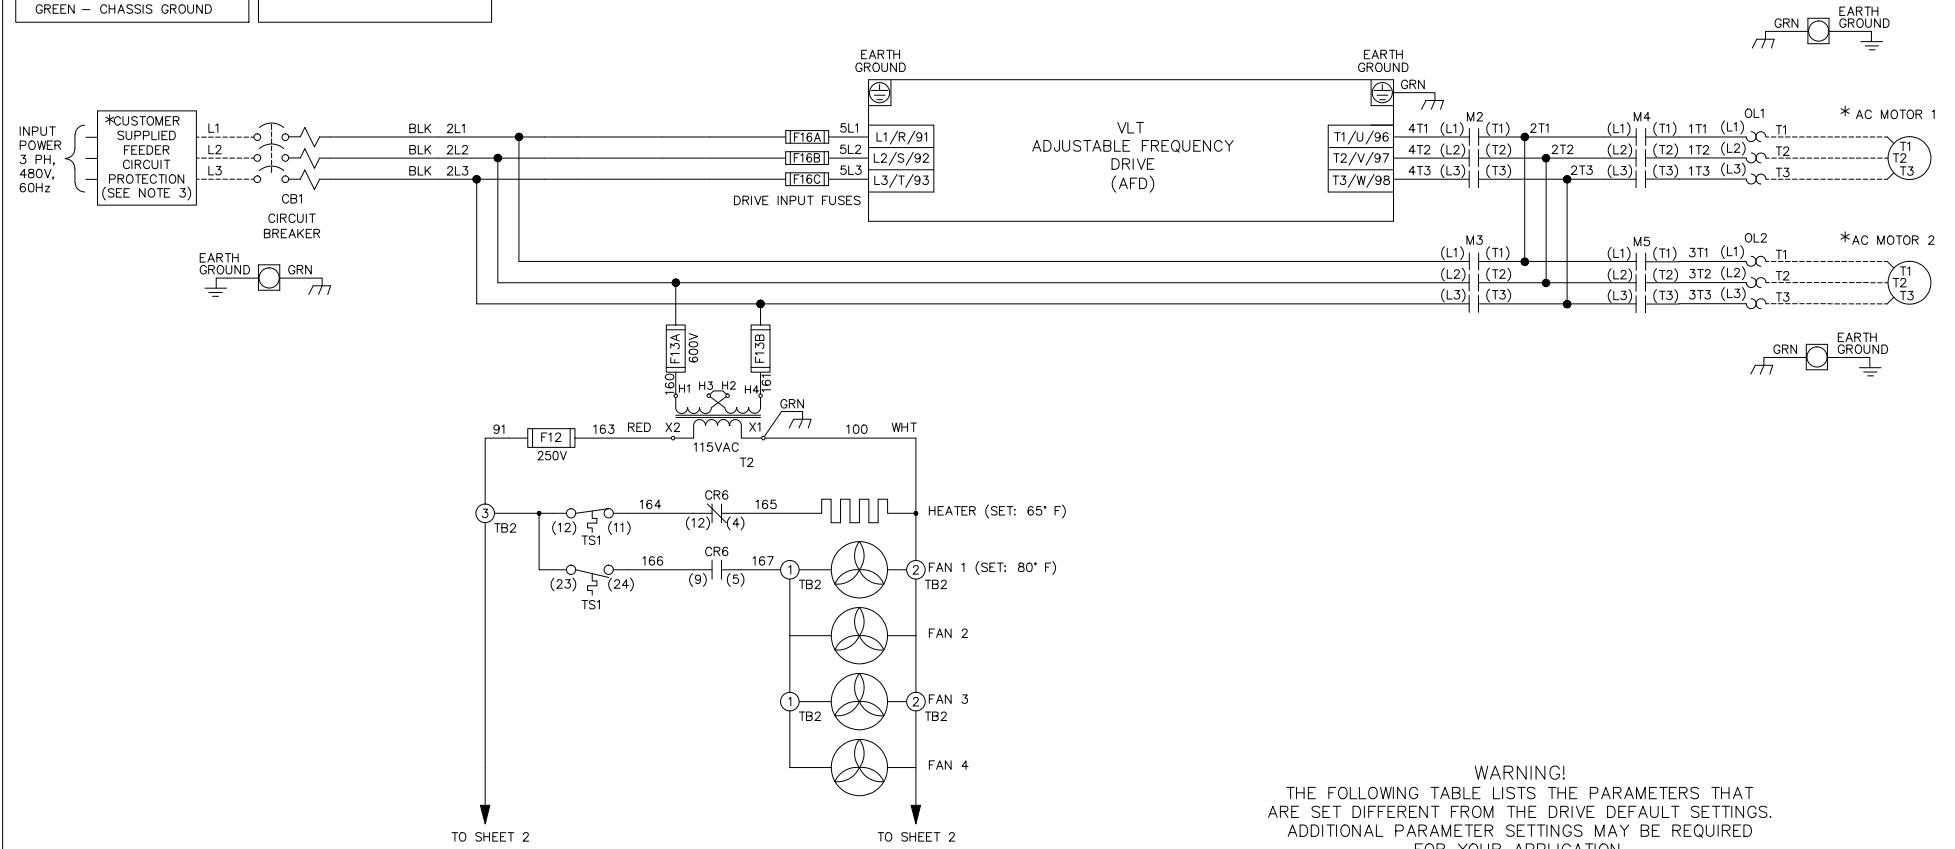 GREEN – CHASSIS GROUND
EARTH
GROUND
GRN
EARTH
GROUND
EARTH
GROUND
GRN
INPUT
POWER
3 PH,
480V,
60Hz
*CUSTOMER
SUPPLIED
FEEDER
CIRCUIT
PROTECTION
(SEE NOTE 3)
L1
L2
L3
CB1
CIRCUIT
BREAKER
BLK 2L1
BLK 2L2
BLK 2L3
F16A
F16B
F16C
DRIVE INPUT FUSES
5L1
5L2
5L3
L1/R/91
L2/S/92
L3/T/93
VLT
ADJUSTABLE FREQUENCY
DRIVE
(AFD)
T1/U/96
T2/V/97
T3/W/98
M2
M4
OL1
* AC MOTOR 1
4T1 (L1) (T1) 2T1 (L1) (T1) 1T1 (L1) T1
4T2 (L2) (T2) 2T2 (L2) (T2) 1T2 (L2) T2
4T3 (L3) (T3) 2T3 (L3) (T3) 1T3 (L3) T3
T1
T2
T3
EARTH
GROUND
GRN
M3
M5
OL2
*AC MOTOR 2
(L1) (T1) (L1) (T1) 3T1 (L1) T1
(L2) (T2) (L2) (T2) 3T2 (L2) T2
(L3) (T3) (L3) (T3) 3T3 (L3) T3
T1
T2
T3
GRN
EARTH
GROUND
F13A
600V
F13B
160
161
H1 H3 H2 H4
GRN
91
F12
250V
163 RED X2
115VAC
X1
T2
100 WHT
3
TB2
(12) (11)
TS1
164
CR6
(12) (4)
165
HEATER (SET: 65° F)
(23) (24)
TS1
166
CR6
(9) (5)
167
1
TB2
2
TB2
FAN 1 (SET: 80° F)
FAN 2
1
TB2
2
TB2
FAN 3
FAN 4
TO SHEET 2
TO SHEET 2
WARNING!
THE FOLLOWING TABLE LISTS THE PARAMETERS THAT
ARE SET DIFFERENT FROM THE DRIVE DEFAULT SETTINGS.
ADDITIONAL PARAMETER SETTINGS MAY BE REQUIRED
FOR YOUR APPLICATION